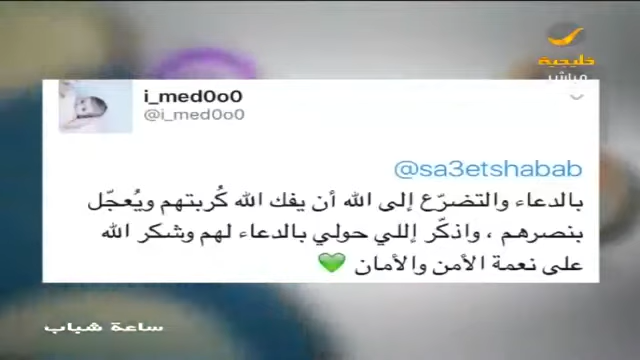 خليجية
مباشر
i_med0o0
@i_med0o0
@sa3etshabab
بالدعاء والتضرّع إلى الله أن يفك الله كُربتهم ويُعجّل
بنصرهم ، واذكّر إللي حولي بالدعاء لهم وشكر الله
على نعمة الأمن والأمان 💚
ساعة شباب